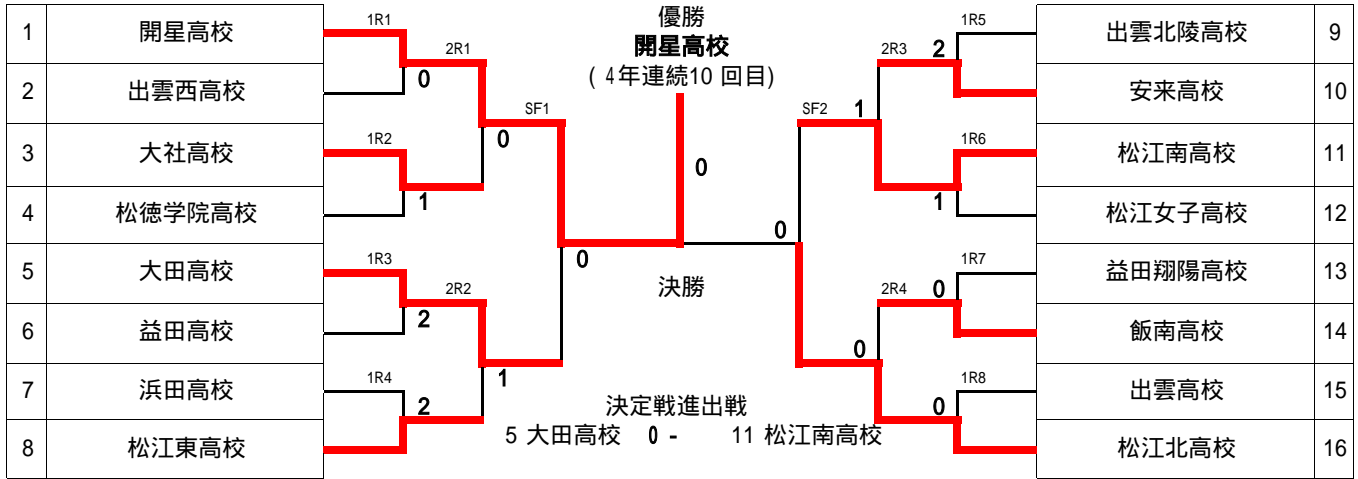 1 開星高校
2 出雲西高校
3 大社高校
4 松徳学院高校
5 大田高校
6 益田高校
7 浜田高校
8 松江東高校
1R1
0
1R2
1
1R3
2
1R4
2
2R1
0
2R2
1
SF1
0
優勝
開星高校
( 4年連続10 回目)
0
決勝
決定戦進出戦
5 大田高校 0 - 11 松江南高校
SF2
0
2R3
1
2R4
0
1R5
2
1R6
1
1R7
0
1R8
0
出雲北陵高校 9
安来高校 10
松江南高校 11
松江女子高校 12
益田翔陽高校 13
飯南高校 14
出雲高校 15
松江北高校 16